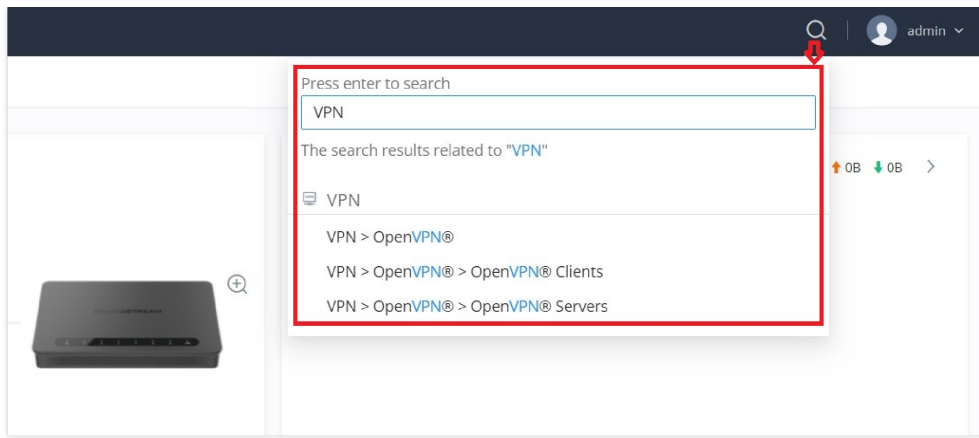 admin
Press enter to search
VPN
The search results related to "VPN"
0B 0B
VPN
VPN > OpenVPN®
VPN > OpenVPN® > OpenVPN® Clients
VPN > OpenVPN® > OpenVPN® Servers